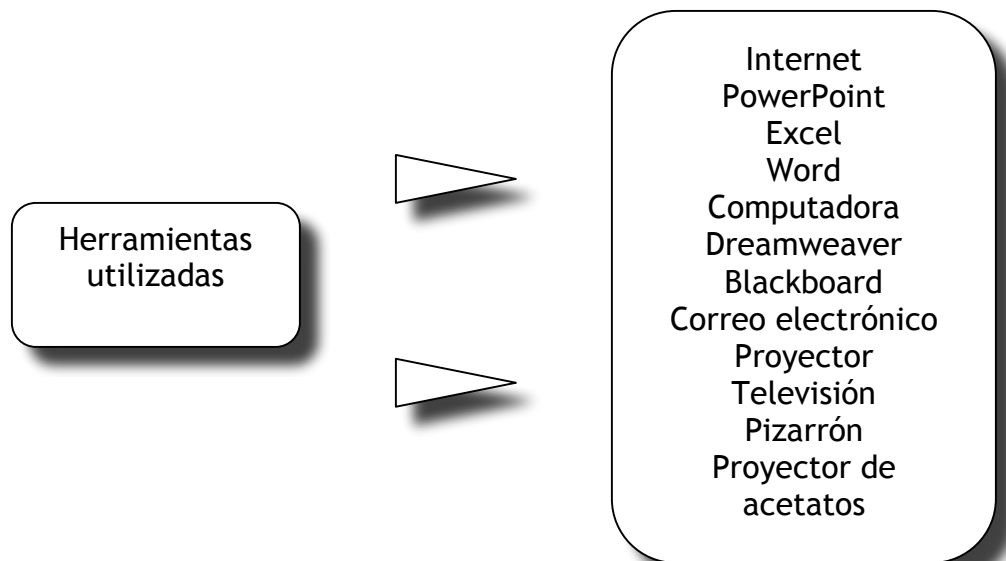 Herramientas
utilizadas
Internet
PowerPoint
Excel
Word
Computadora
Dreamweaver
Blackboard
Correo electrónico
Proyector
Televisión
Pizarrón
Proyector de
acetatos